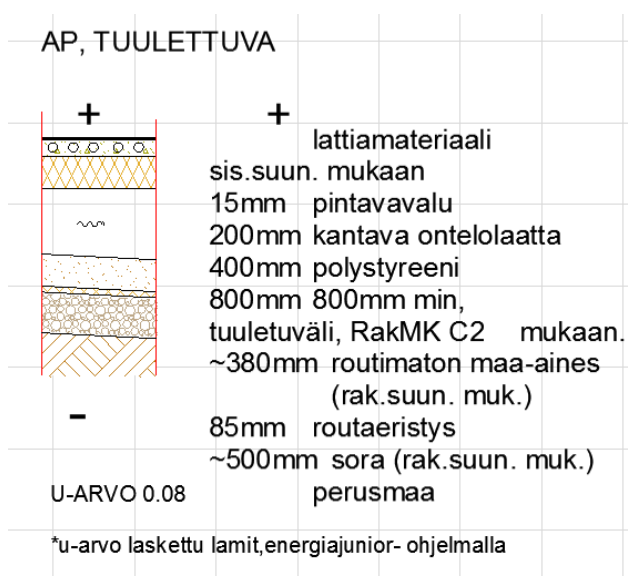 AP, TUULETTUVA
+ +
lattiamateriaali
sis.suun. mukaan
15mm pintavavalu
200mm kantava ontelolaatta
400mm polystyreeni
800mm 800mm min,
tuuletuväli, RakMK C2 mukaan.
~380mm routimaton maa-aines
(rak.suun. muk.)
-
85mm routaeristys
~500mm sora (rak.suun. muk.)
U-ARVO 0.08 perusmaa
*u-arvo laskettu lamit,energiajunior- ohjelmalla